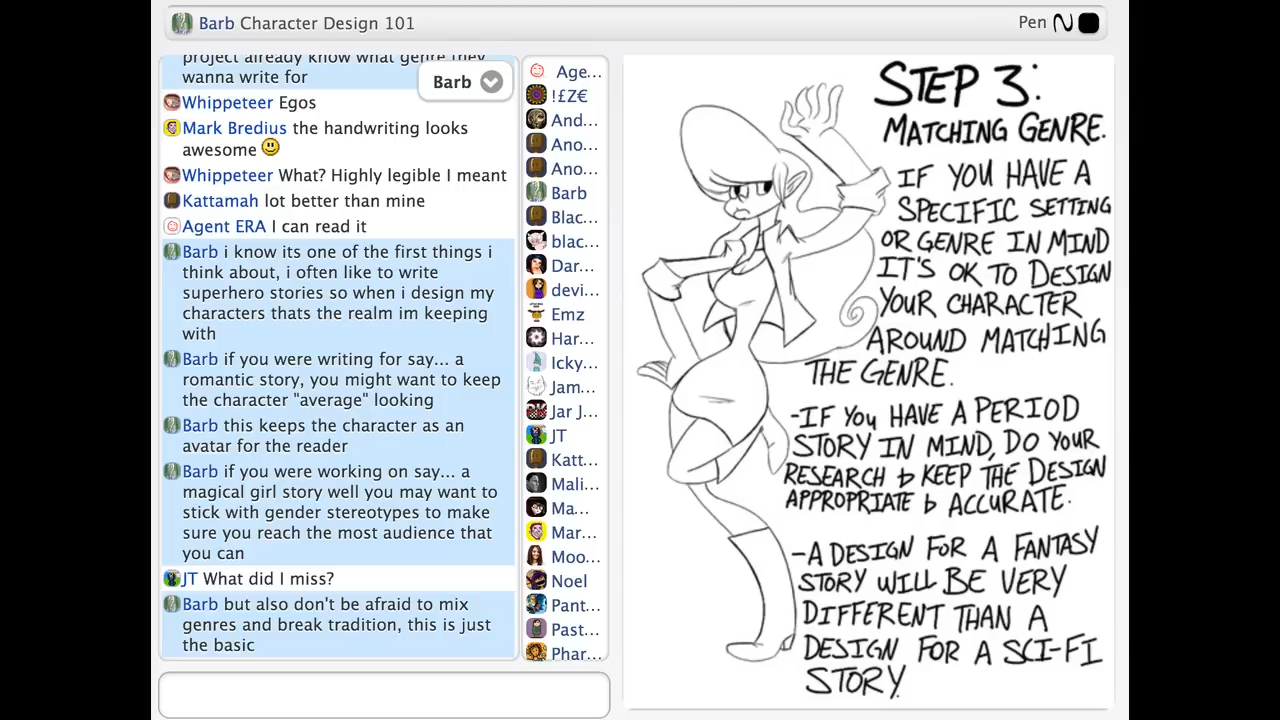 Barb Character Design 101
Pen
project already know what genre they
wanna write for
Barb
Whippeteer Egos
Mark Bredius the handwriting looks
awesome
Whippeteer What? Highly legible I meant
Kattamah lot better than mine
Agent ERA I can read it
Barb i know its one of the first things i
think about, i often like to write
superhero stories so when i design my
characters thats the realm im keeping
with
Barb if you were writing for say... a
romantic story, you might want to keep
the character "average" looking
Barb this keeps the character as an
avatar for the reader
Barb if you were working on say... a
magical girl story well you may want to
stick with gender stereotypes to make
sure you reach the most audience that
you can
JT What did I miss?
Barb but also don't be afraid to mix
genres and break tradition, this is just
the basic
Age...
!£Z€
And...
Ano...
Ano...
Barb
Blac...
blac...
Dar...
devi...
Emz
Har...
Icky...
Jam...
Jar J...
JT
Katt...
Mali...
Ma...
Mar...
Moo...
Noel
Pant...
Past...
Phar...
STEP 3:
MATCHING GENRE.
IF YOU HAVE A
SPECIFIC SETTING
OR GENRE IN MIND
IT'S OK TO DESIGN
YOUR CHARACTER
AROUND MATCHING
THE GENRE.
-IF YOU HAVE A PERIOD
STORY IN MIND, DO YOUR
RESEARCH & KEEP THE DESIGN
APPROPRIATE & ACCURATE.
-A DESIGN FOR A FANTASY
STORY WILL BE VERY
DIFFERENT THAN A
DESIGN FOR A SCI-FI
STORY.